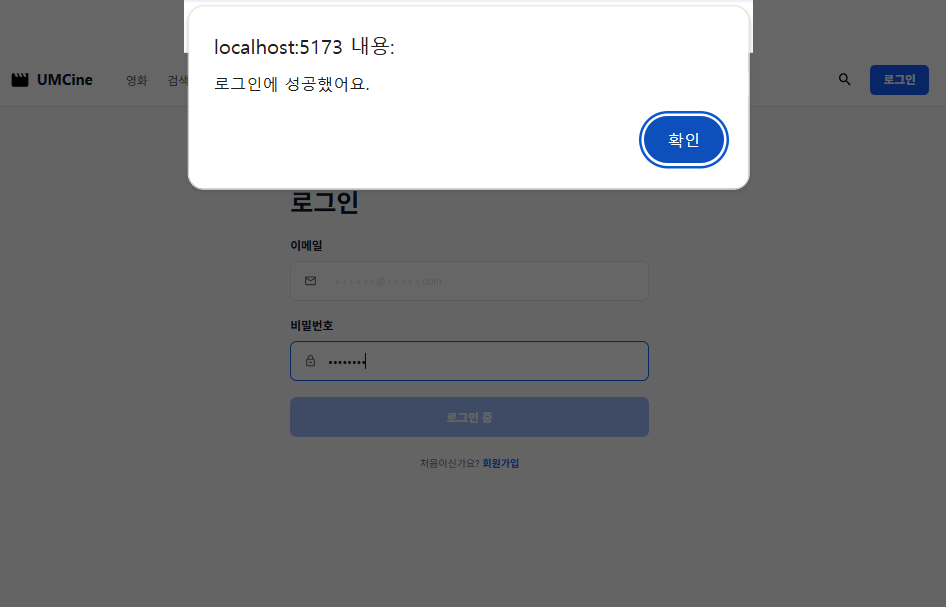 localhost:5173 내용:
로그인에 성공했어요.
확인
UMCine
영화
검색
로그인
로그인
이메일
비밀번호
••••••••
로그인 중
처음이신가요? 회원가입